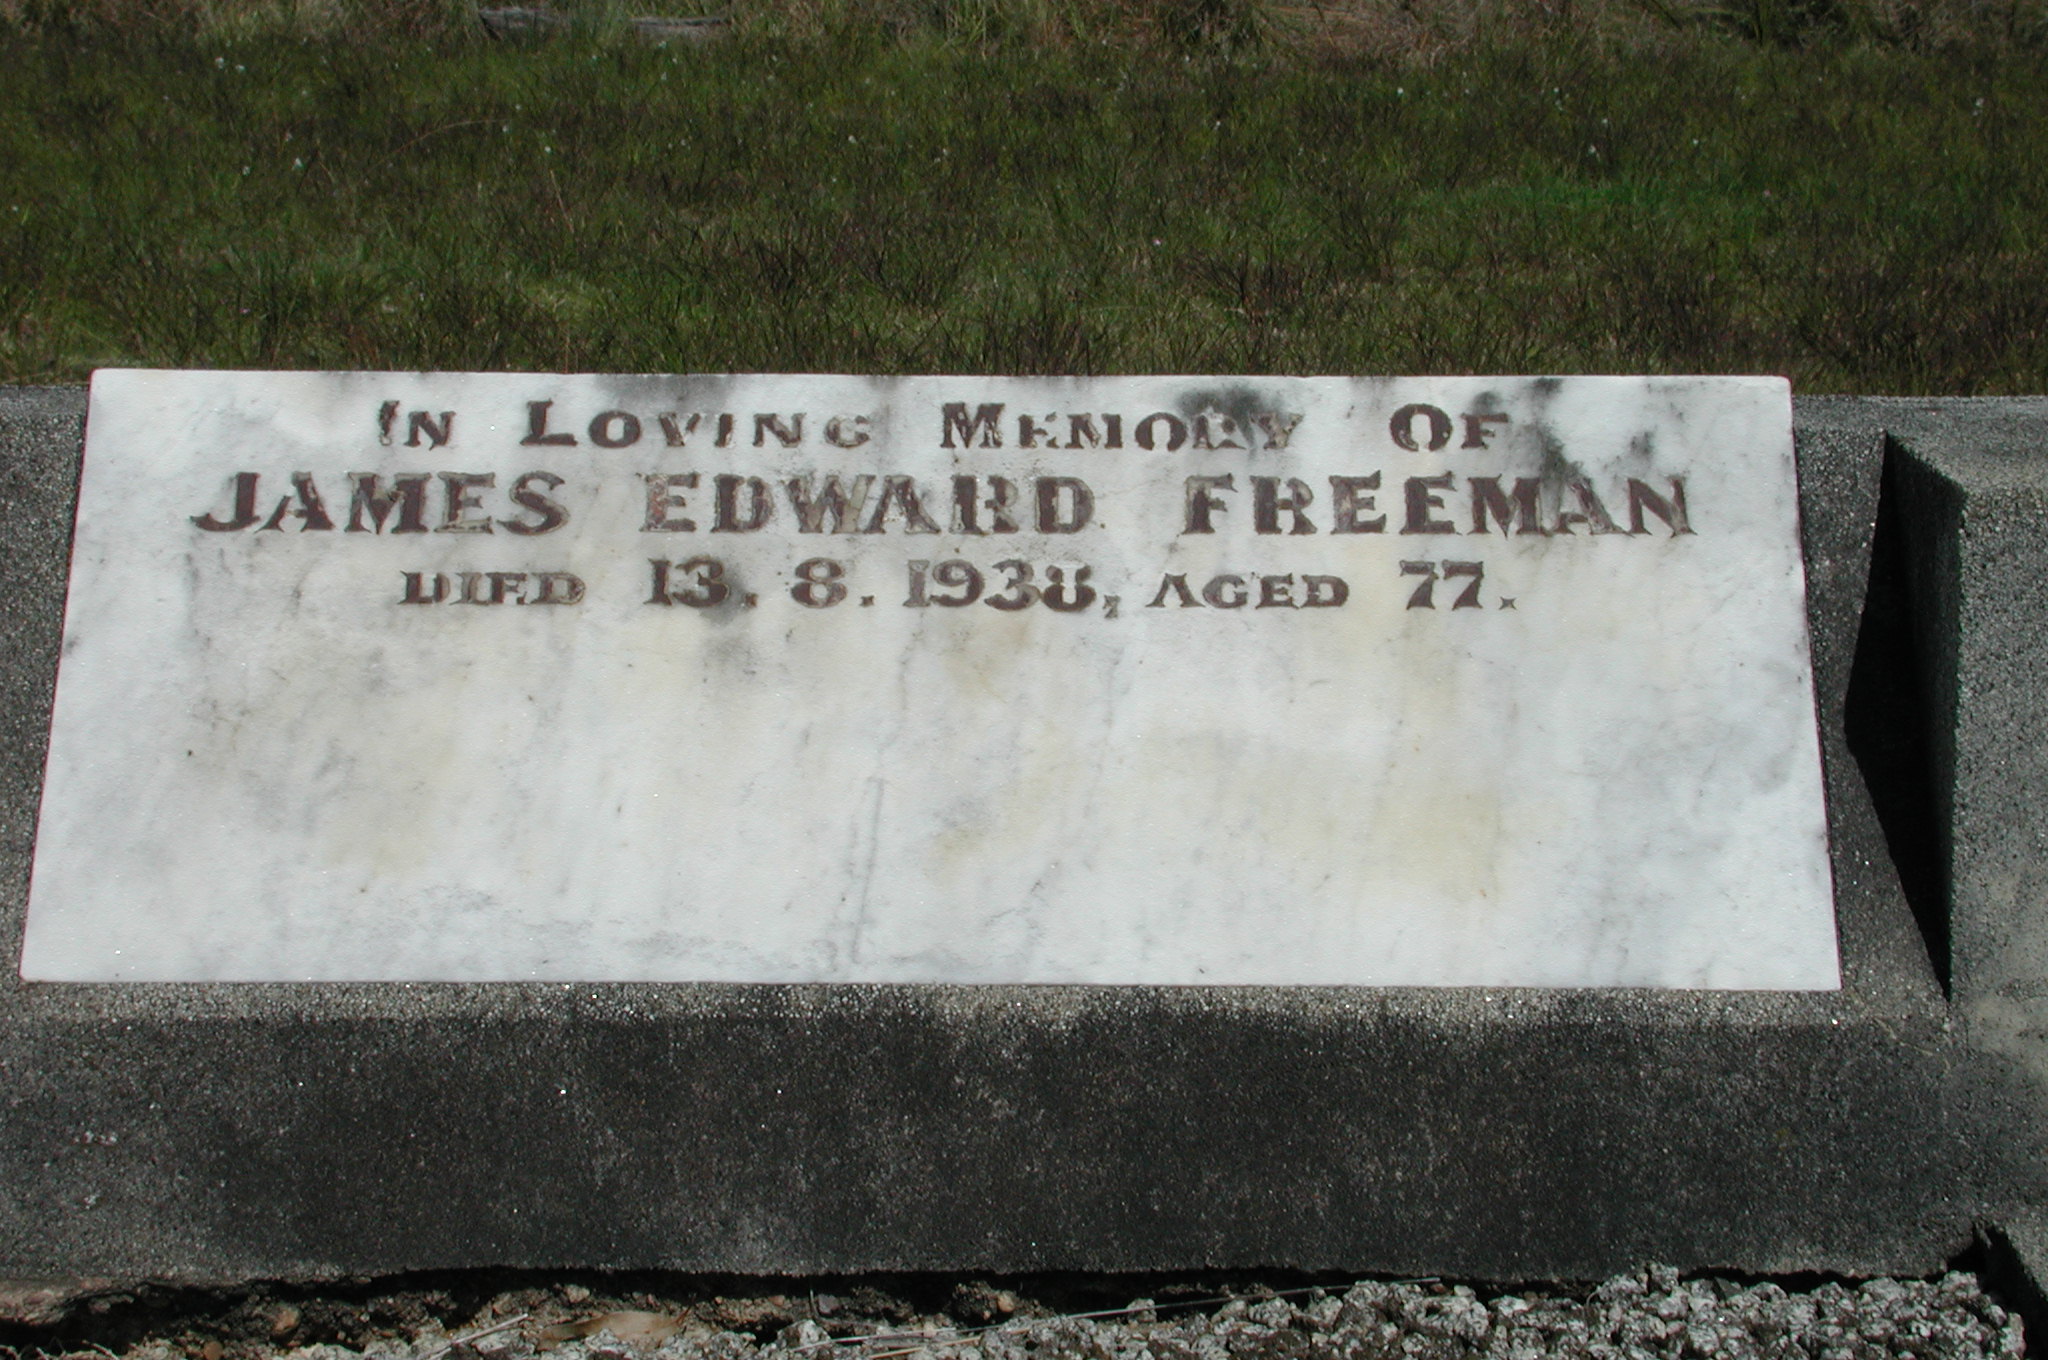 In Loving Memory Of
JAMES EDWARD FREEMAN
DIED 13. 8. 1938, AGED 77.